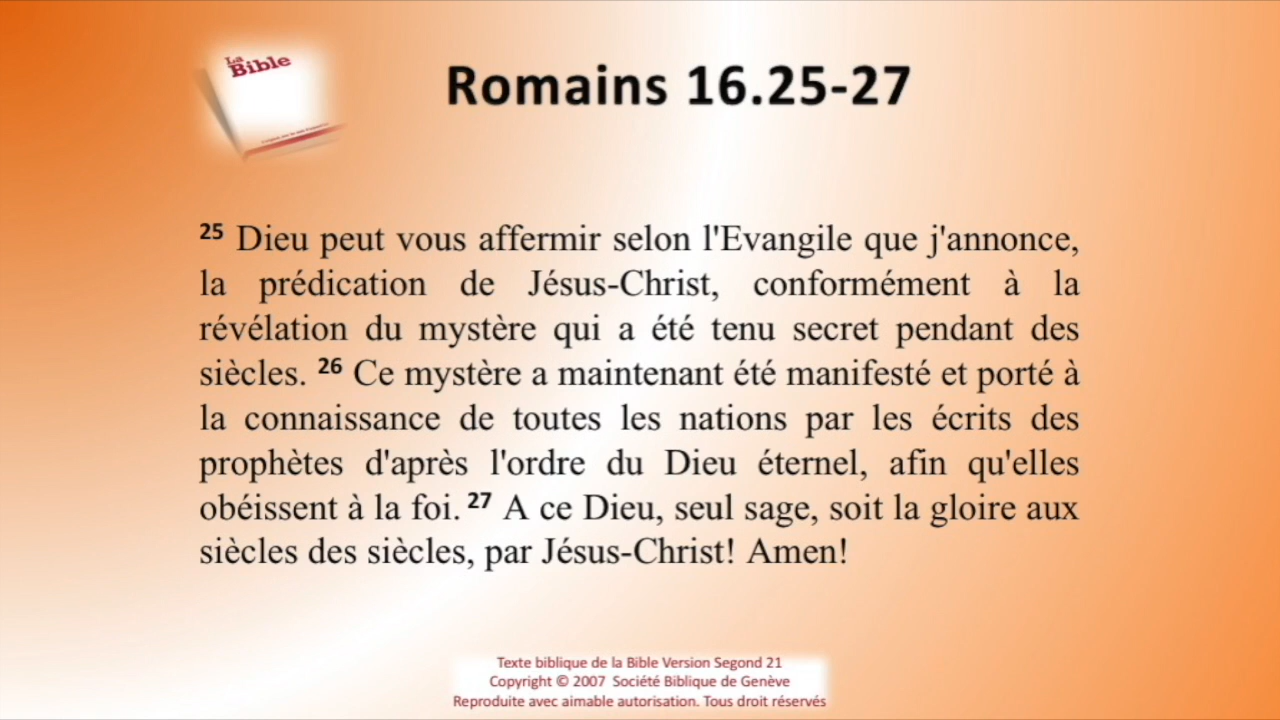 La
Bible
Romains 16.25-27
25 Dieu peut vous affermir selon l'Evangile que j'annonce,
la prédication de Jésus-Christ, conformément à la
révélation du mystère qui a été tenu secret pendant des
siècles. 26 Ce mystère a maintenant été manifesté et porté à
la connaissance de toutes les nations par les écrits des
prophètes d'après l'ordre du Dieu éternel, afin qu'elles
obéissent à la foi. 27 A ce Dieu, seul sage, soit la gloire aux
siècles des siècles, par Jésus-Christ! Amen!
Texte biblique de la Bible Version Segond 21
Copyright © 2007 Société Biblique de Genève
Reproduite avec aimable autorisation. Tous droit réservés